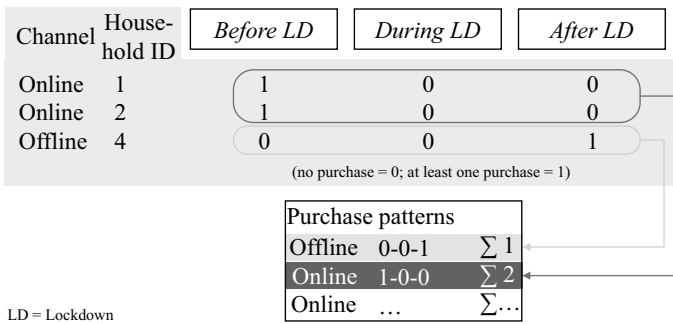 Channel House-hold ID Before LD During LD After LD
Online 1 1 0 0
Online 2 1 0 0
Offline 4 0 0 1
(no purchase = 0; at least one purchase = 1)
Purchase patterns
Offline 0-0-1 ∑ 1
Online 1-0-0 ∑ 2
Online … ∑…
LD = Lockdown